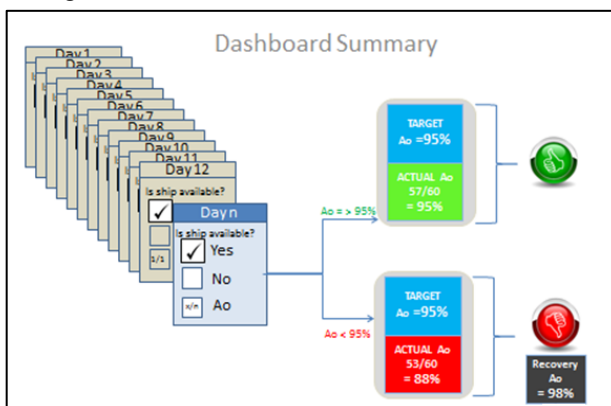 Dashboard Summary
Day 1
Day 2
Day 3
Day 4
Day 5
Day 6
Day 7
Day 8
Day 9
Day 10
Day 11
Day 12
Is ship available?
1/1
Day n
Is ship available?
Yes
No
x/n Ao
Ao = > 95%
Ao < 95%
TARGET
Ao =95%
ACTUAL Ao
57/60
= 95%
TARGET
Ao =95%
ACTUAL Ao
53/60
= 88%
Recovery
Ao
= 98%